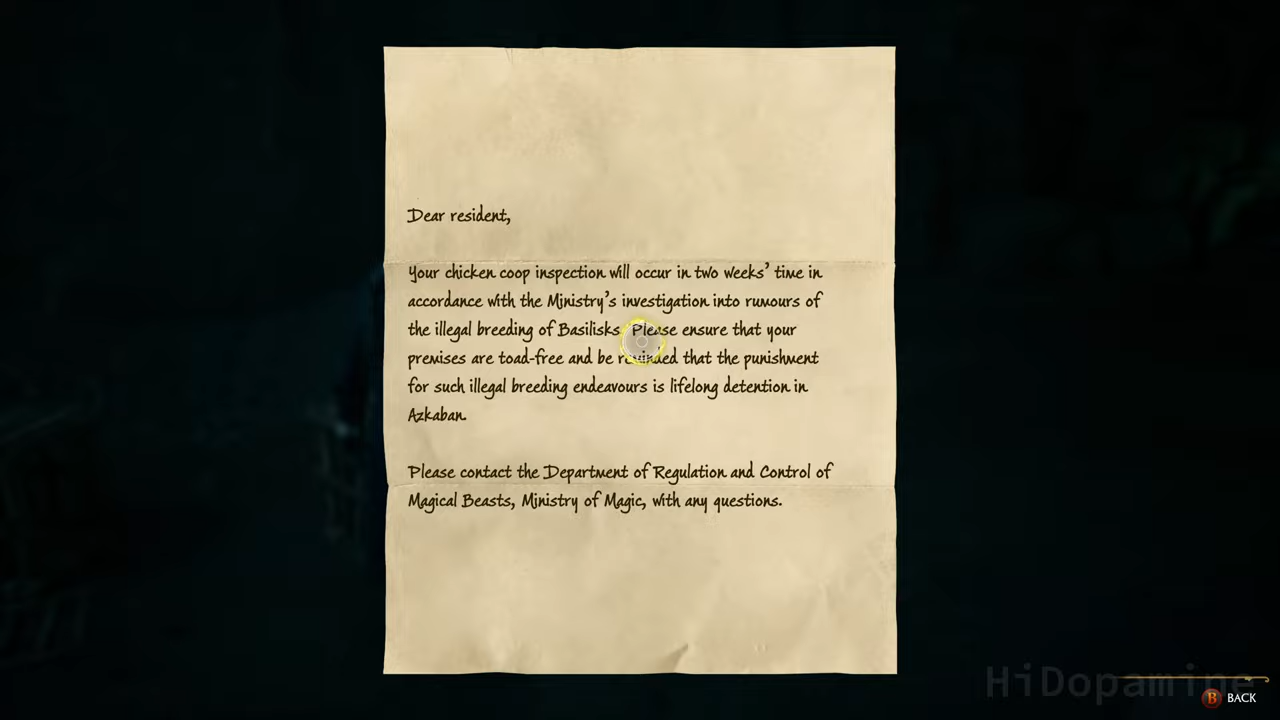 Dear resident,
Your chicken coop inspection will occur in two weeks' time in
accordance with the Ministry's investigation into rumours of
the illegal breeding of Basilisks. Please ensure that your
premises are toad-free and be reminded that the punishment
for such illegal breeding endeavours is lifelong detention in
Azkaban.
Please contact the Department of Regulation and Control of
Magical Beasts, Ministry of Magic, with any questions.
HiDopamine
B BACK